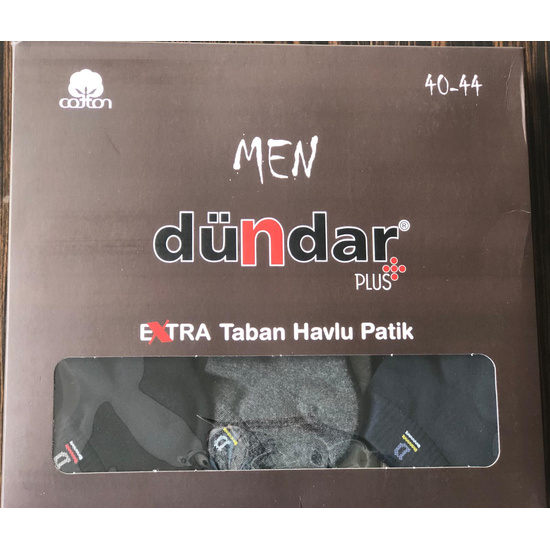 cotton
40-44
MEN
dündar®
PLUS
EXTRA Taban Havlu Patik